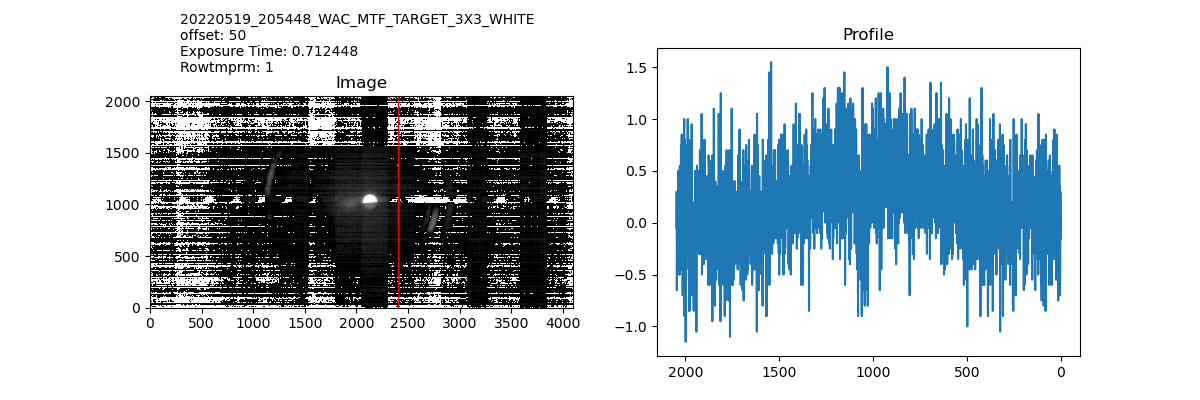 20220519_205448_WAC_MTF_TARGET_3X3_WHITE
offset: 50
Exposure Time: 0.712448
Rowtmprm: 1
Image
2000
1500
1000
500
0
0 500 1000 1500 2000 2500 3000 3500 4000
Profile
1.5
1.0
0.5
0.0
−0.5
−1.0
2000 1500 1000 500 0